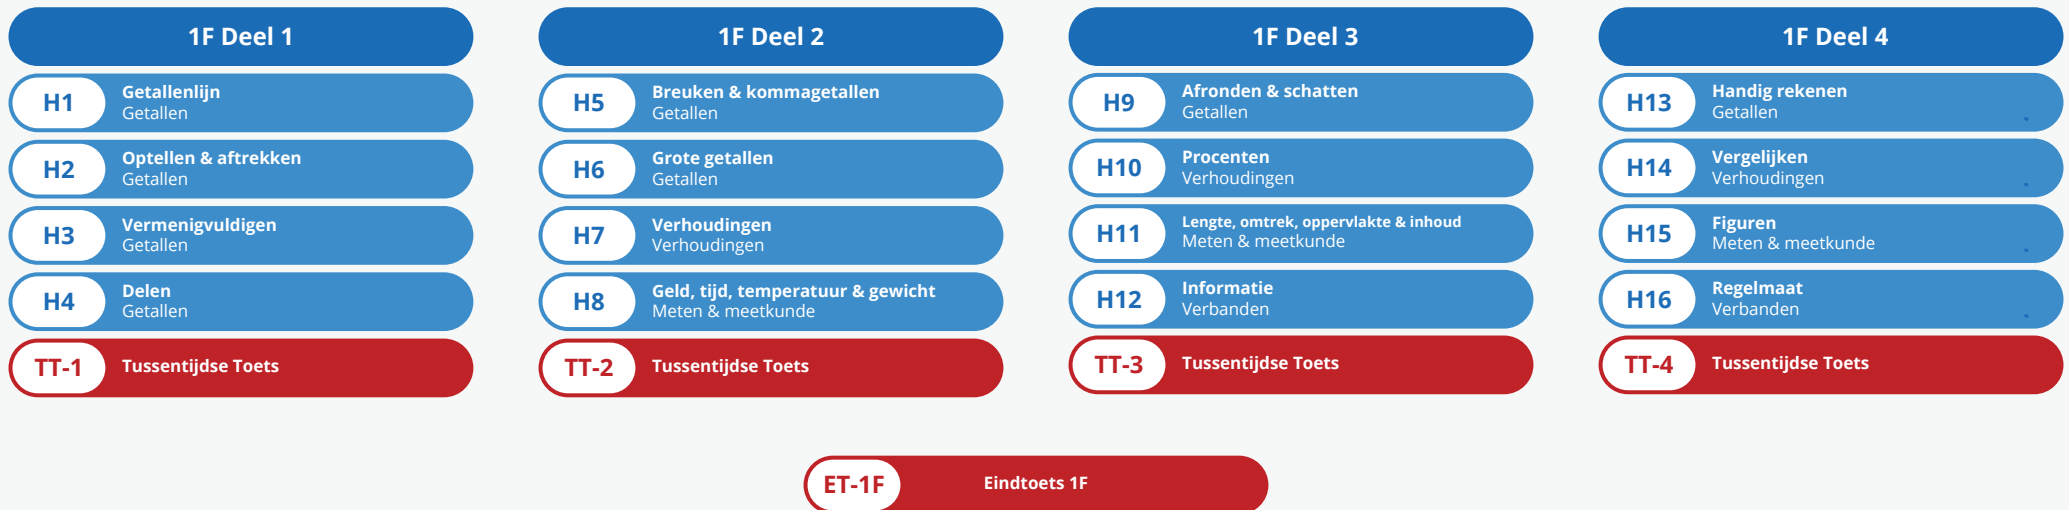 1F Deel 1
H1
Getallenlijn
Getallen
H2
Optellen & aftrekken
Getallen
H3
Vermenigvuldigen
Getallen
H4
Delen
Getallen
TT-1
Tussentijdse Toets
1F Deel 2
H5
Breuken & kommagetallen
Getallen
H6
Grote getallen
Getallen
H7
Verhoudingen
Verhoudingen
H8
Geld, tijd, temperatuur & gewicht
Meten & meetkunde
TT-2
Tussentijdse Toets
1F Deel 3
H9
Afronden & schatten
Getallen
H10
Procenten
Verhoudingen
H11
Lengte, omtrek, oppervlakte & inhoud
Meten & meetkunde
H12
Informatie
Verbanden
TT-3
Tussentijdse Toets
1F Deel 4
H13
Handig rekenen
Getallen
H14
Vergelijken
Verhoudingen
H15
Figuren
Meten & meetkunde
H16
Regelmaat
Verbanden
TT-4
Tussentijdse Toets
ET-1F
Eindtoets 1F